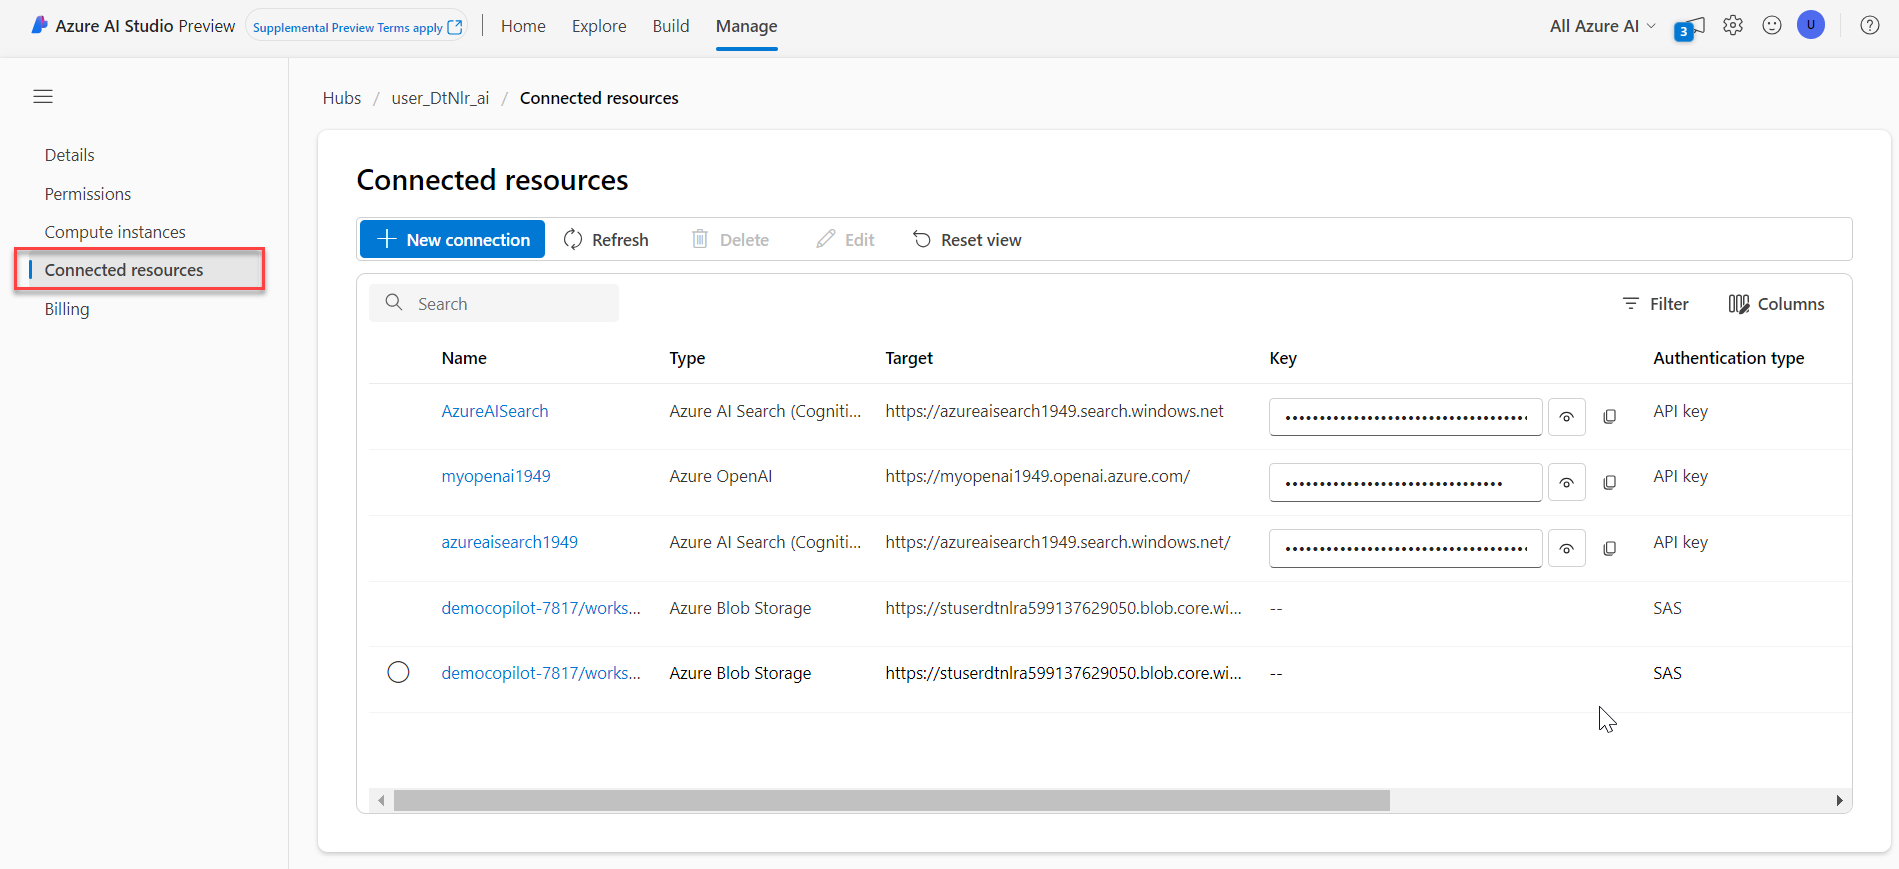 Azure AI Studio Preview
Supplemental Preview Terms apply
Home
Explore
Build
Manage
All Azure AI
3
U
Details
Permissions
Compute instances
Connected resources
Billing
Hubs / user_DtNlr_ai / Connected resources
Connected resources
New connection
Refresh
Delete
Edit
Reset view
Search
Filter
Columns
Name Type Target Key Authentication type
AzureAISearch Azure AI Search (Cogniti... https://azureaisearch1949.search.windows.net API key
myopenai1949 Azure OpenAI https://myopenai1949.openai.azure.com/ API key
azureaisearch1949 Azure AI Search (Cogniti... https://azureaisearch1949.search.windows.net/ API key
democopilot-7817/works... Azure Blob Storage https://stuserdtnlra599137629050.blob.core.wi... -- SAS
democopilot-7817/works... Azure Blob Storage https://stuserdtnlra599137629050.blob.core.wi... -- SAS